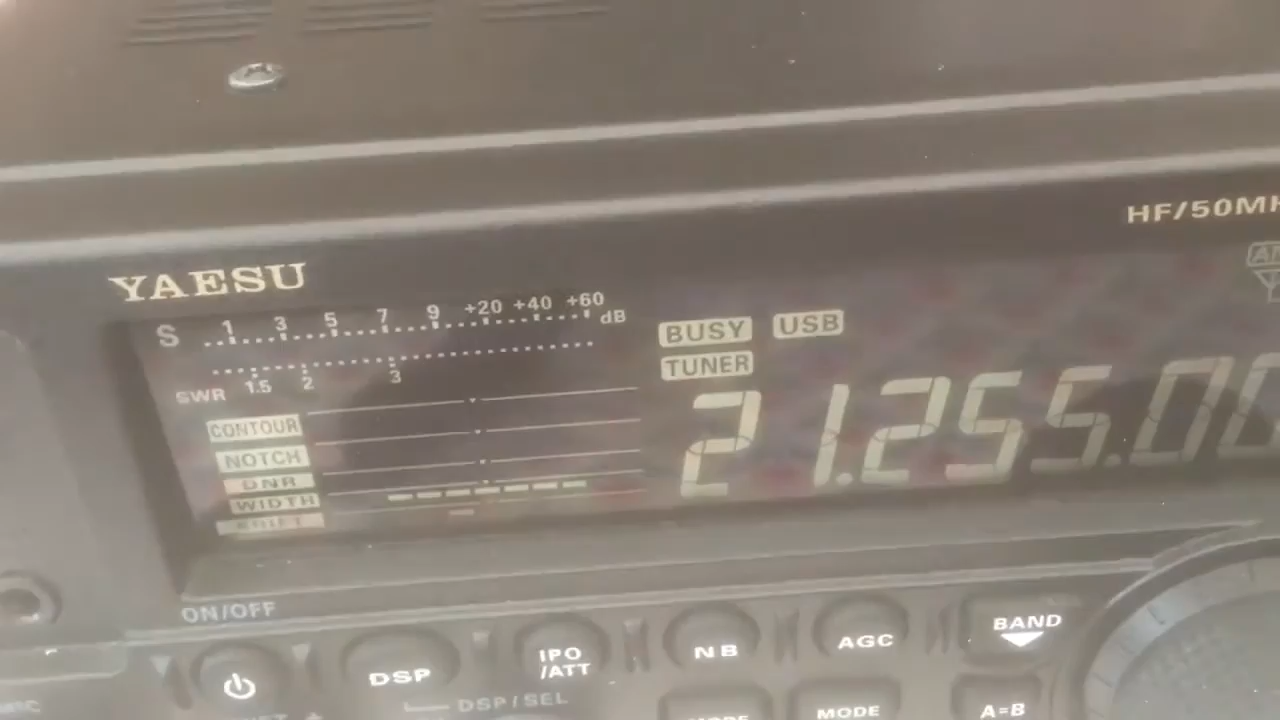 HF/50MH
YAESU
S 1 3 5 7 9 +20 +40 +60 dB
SWR 1.5 2 3
BUSY USB
TUNER
21.255.00
CONTOUR
NOTCH
DNR
WIDTH
SHIFT
ON/OFF
DSP
IPO
/ATT
NB
AGC
BAND
DSP/SEL
MODE
A=B